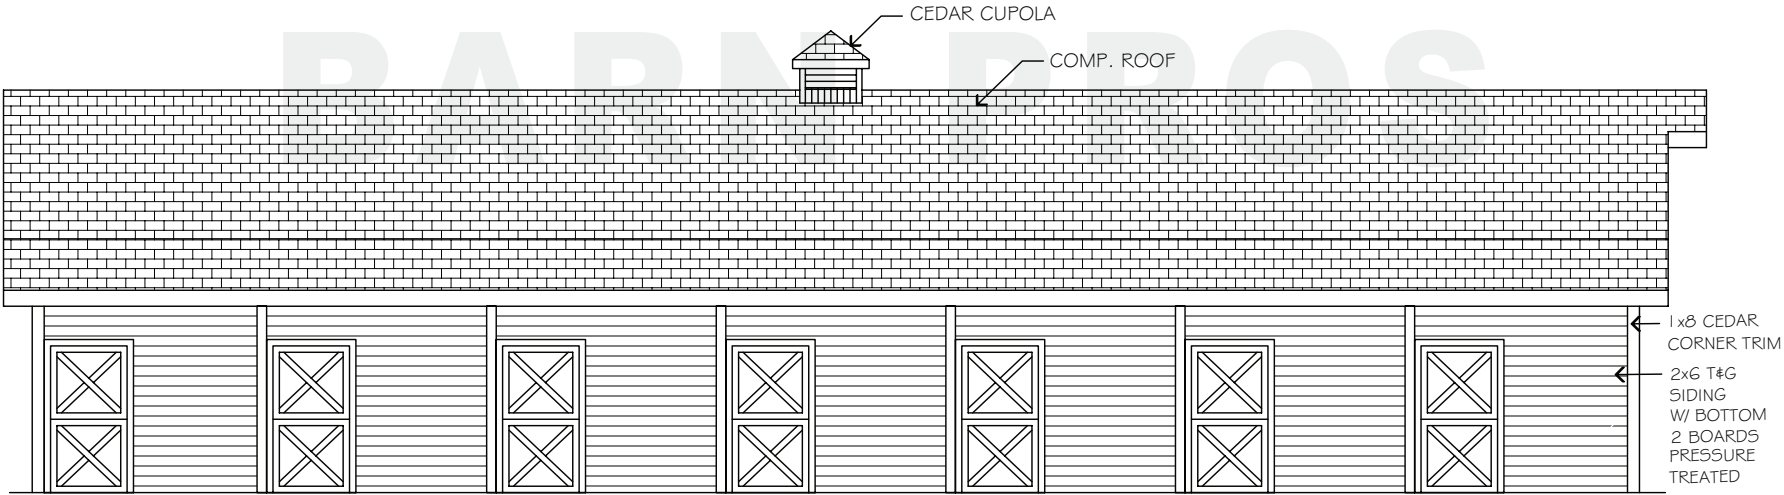 CEDAR CUPOLA
BARN PROS
COMP. ROOF
1x8 CEDAR
CORNER TRIM
2x6 T&G
SIDING
W/ BOTTOM
2 BOARDS
PRESSURE
TREATED